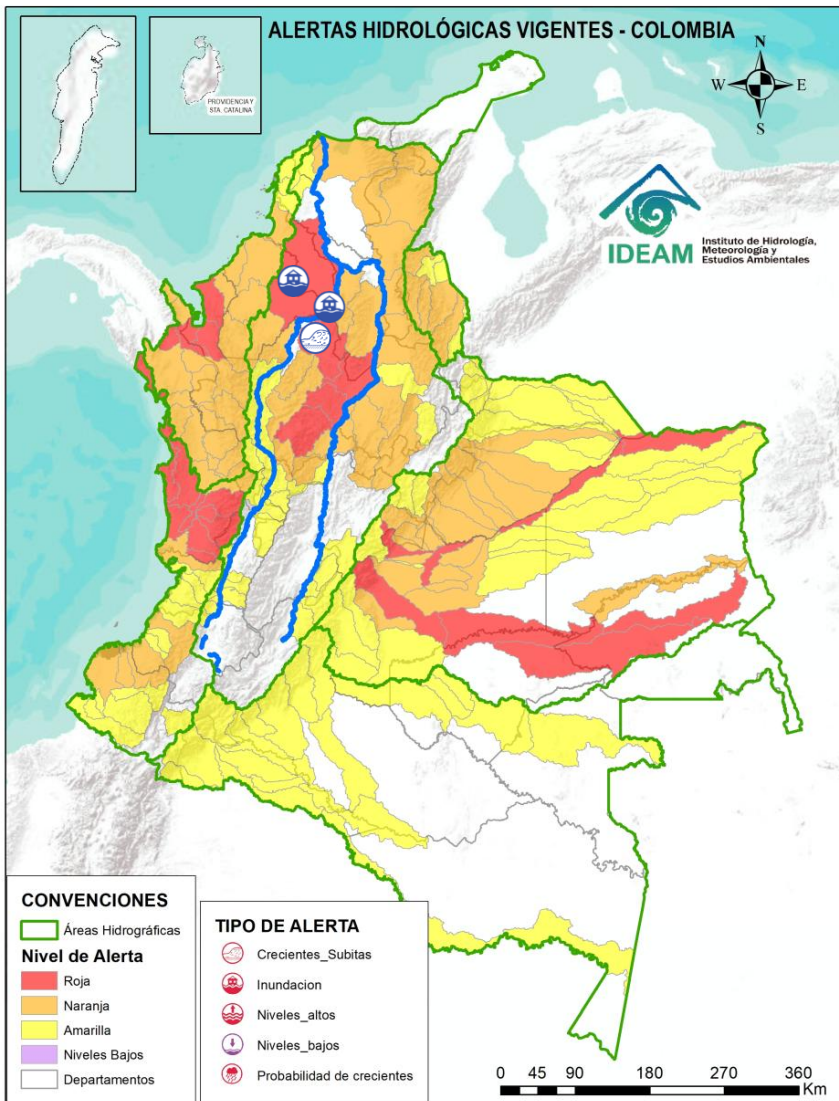 ALERTAS HIDROLÓGICAS VIGENTES - COLOMBIA
PROVIDENCIA Y
STA. CATALINA
N
W
E
S
IDEAM
Instituto de Hidrología,
Meteorología y
Estudios Ambientales
CONVENCIONES
Áreas Hidrográficas
Nivel de Alerta
Roja
Naranja
Amarilla
Niveles Bajos
Departamentos
TIPO DE ALERTA
Crecientes_Subitas
Inundacion
Niveles_altos
Niveles_bajos
Probabilidad de crecientes
0 45 90 180 270 360
Km